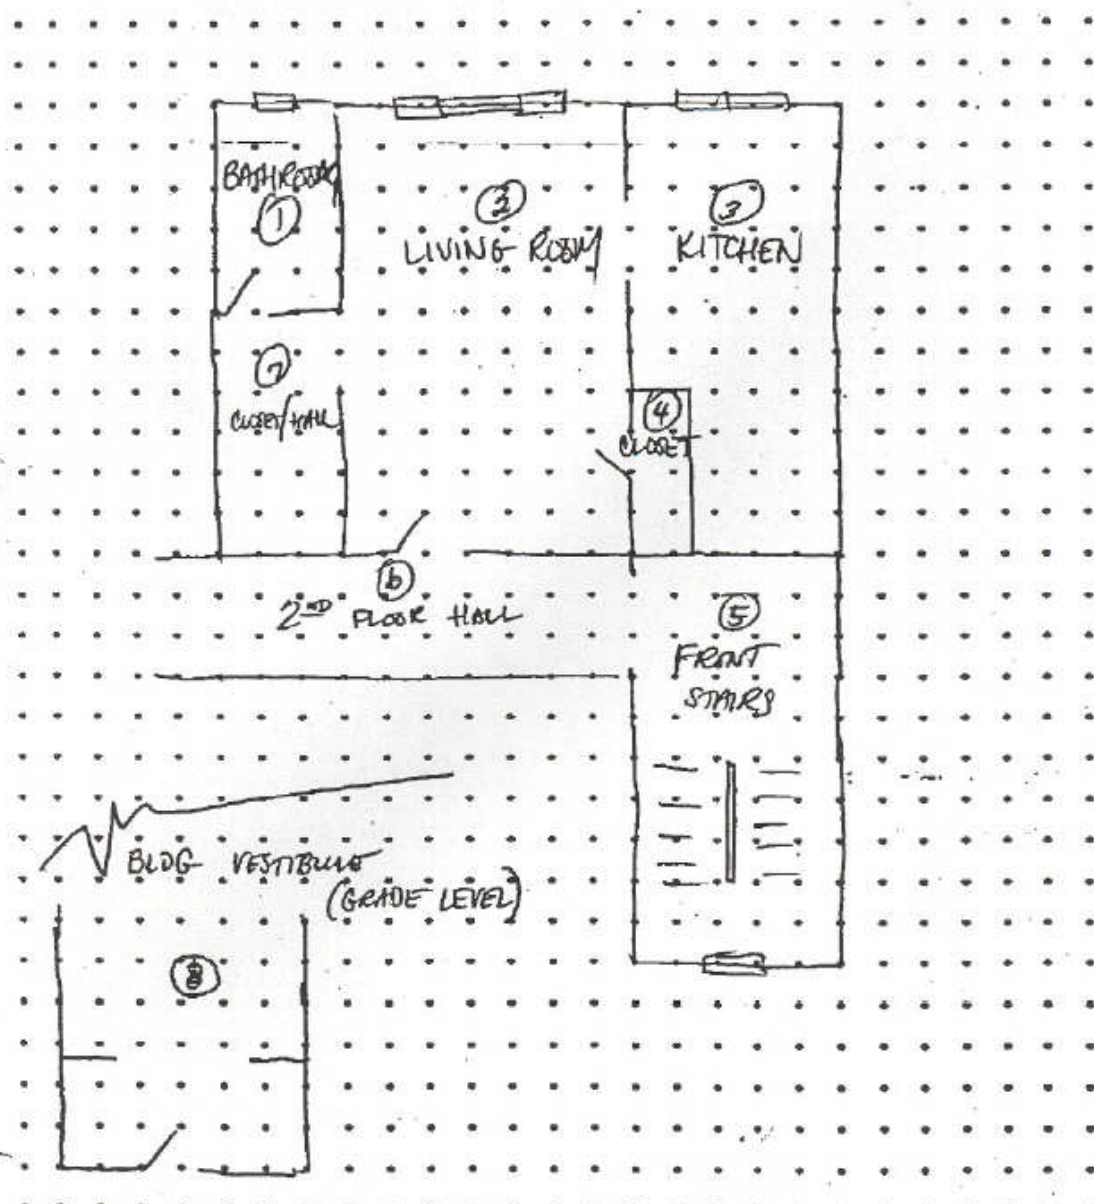 BATHROOM
1
2
LIVING ROOM
3
KITCHEN
7
CLOSET/HALL
4
CLOSET
6
2ND FLOOR HALL
5
FRONT
STAIRS
BLDG VESTIBULE
(GRADE LEVEL)
8